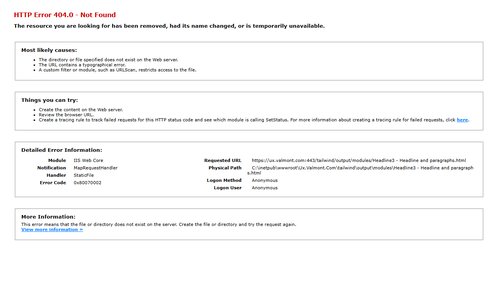 HTTP Error 404.0 - Not Found
The resource you are looking for has been removed, had its name changed, or is temporarily unavailable.
Most likely causes:
• The directory or file specified does not exist on the Web server.
• The URL contains a typographical error.
• A custom filter or module, such as URLScan, restricts access to the file.
Things you can try:
• Create the content on the Web server.
• Review the browser URL.
• Create a tracing rule to track failed requests for this HTTP status code and see which module is calling SetStatus. For more information about creating a tracing rule for failed requests, click here.
Detailed Error Information:
Module IIS Web Core
Notification MapRequestHandler
Handler StaticFile
Error Code 0x80070002
Requested URL https://ux.valmont.com:443/tailwind/output/modules/Headline3 - Headline and paragraphs.html
Physical Path C:\inetpub\wwwroot\Ux.Valmont.Com\tailwind\output\modules\Headline3 - Headline and paragraph
s.html
Logon Method Anonymous
Logon User Anonymous
More Information:
This error means that the file or directory does not exist on the server. Create the file or directory and try the request again.
View more information »